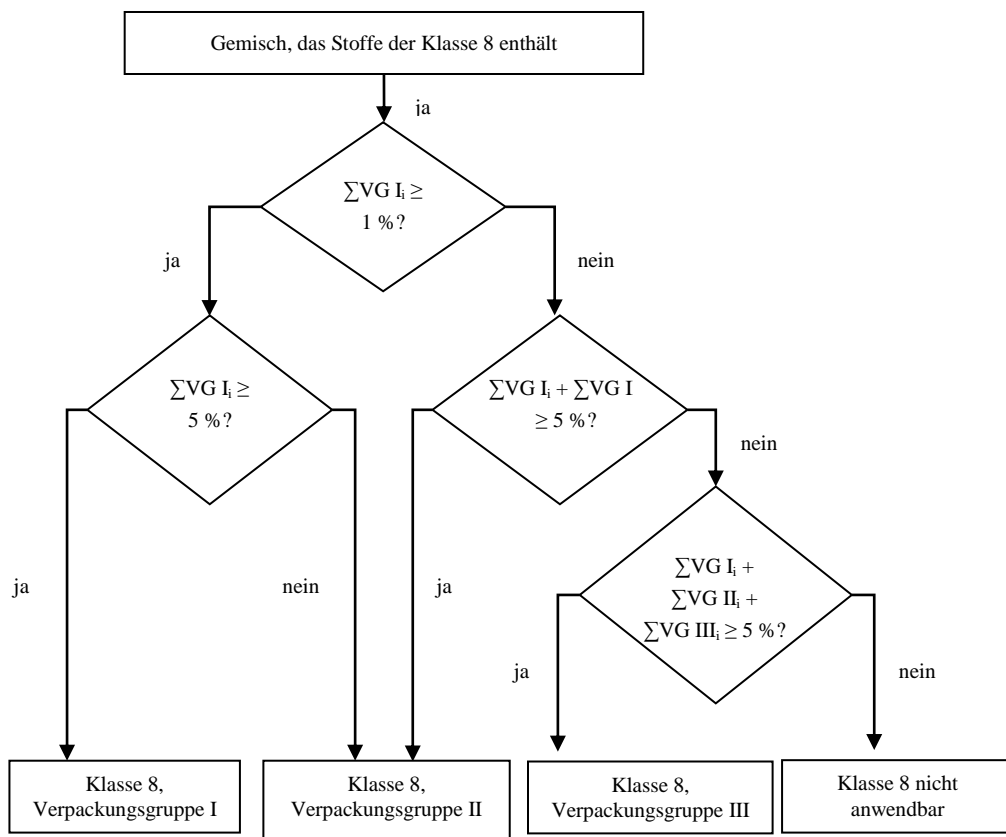 Gemisch, das Stoffe der Klasse 8 enthält
ja
∑VG Iᵢ ≥
1 %?
ja
nein
∑VG Iᵢ ≥
5 %?
∑VG Iᵢ + ∑VG I
≥ 5 %?
nein
ja
nein
ja
∑VG Iᵢ +
∑VG IIᵢ +
∑VG IIIᵢ ≥ 5 %?
ja
nein
Klasse 8,
Verpackungsgruppe I
Klasse 8,
Verpackungsgruppe II
Klasse 8,
Verpackungsgruppe III
Klasse 8 nicht
anwendbar